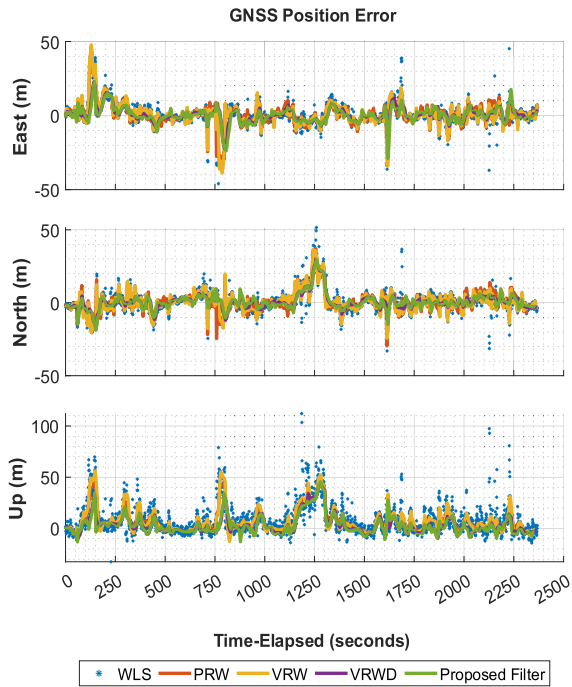 GNSS Position Error
50
0
-50
East (m)
50
0
-50
North (m)
100
50
0
Up (m)
0 250 500 750 1000 1250 1500 1750 2000 2250 2500
Time-Elapsed (seconds)
WLS PRW VRW VRWD Proposed Filter